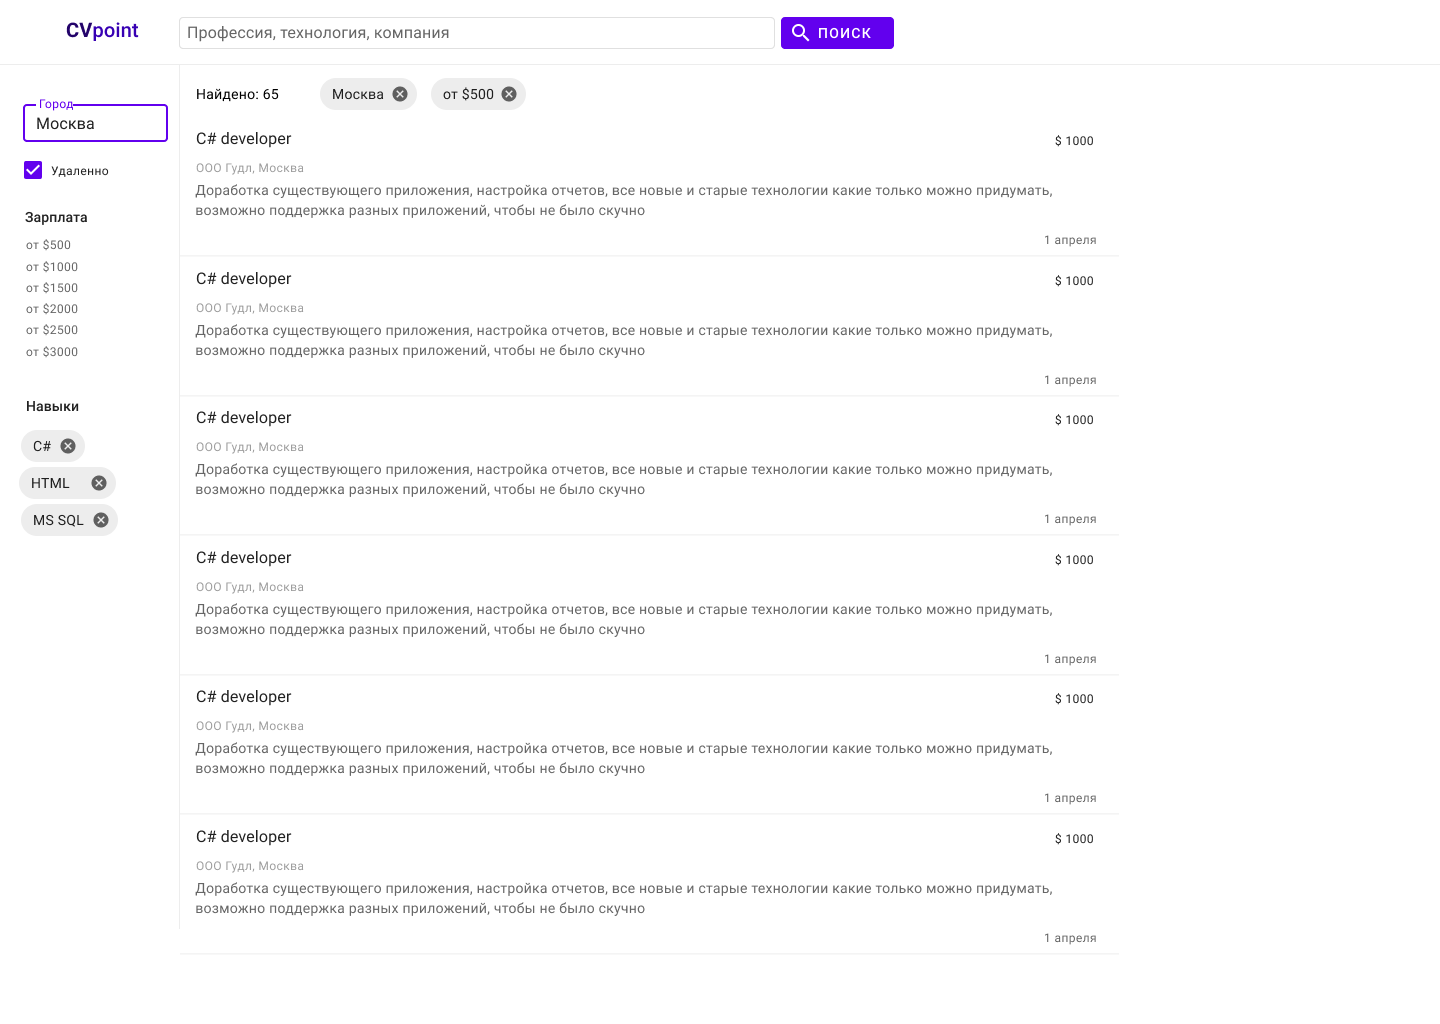 CVpoint
Профессия, технология, компания
ПОИСК
Город
Москва
Удаленно
Зарплата
от $500
от $1000
от $1500
от $2000
от $2500
от $3000
Навыки
C#
HTML
MS SQL
Найдено: 65
Москва
от $500
C# developer
$ 1000
ООО Гудл, Москва
Доработка существующего приложения, настройка отчетов, все новые и старые технологии какие только можно придумать,
возможно поддержка разных приложений, чтобы не было скучно
1 апреля
C# developer
$ 1000
ООО Гудл, Москва
Доработка существующего приложения, настройка отчетов, все новые и старые технологии какие только можно придумать,
возможно поддержка разных приложений, чтобы не было скучно
1 апреля
C# developer
$ 1000
ООО Гудл, Москва
Доработка существующего приложения, настройка отчетов, все новые и старые технологии какие только можно придумать,
возможно поддержка разных приложений, чтобы не было скучно
1 апреля
C# developer
$ 1000
ООО Гудл, Москва
Доработка существующего приложения, настройка отчетов, все новые и старые технологии какие только можно придумать,
возможно поддержка разных приложений, чтобы не было скучно
1 апреля
C# developer
$ 1000
ООО Гудл, Москва
Доработка существующего приложения, настройка отчетов, все новые и старые технологии какие только можно придумать,
возможно поддержка разных приложений, чтобы не было скучно
1 апреля
C# developer
$ 1000
ООО Гудл, Москва
Доработка существующего приложения, настройка отчетов, все новые и старые технологии какие только можно придумать,
возможно поддержка разных приложений, чтобы не было скучно
1 апреля